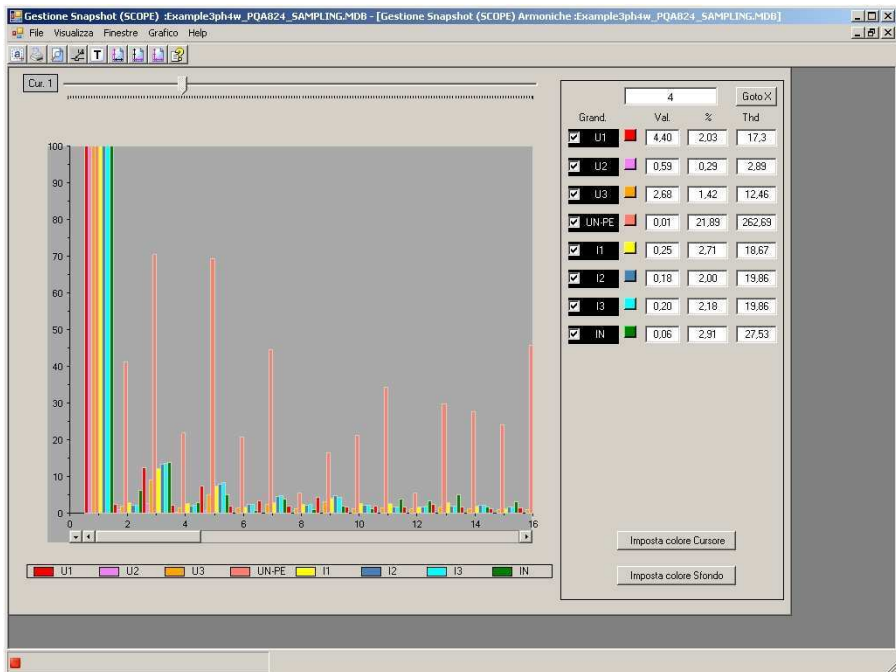 Gestione Snapshot (SCOPE) :Example3ph4w_PQA824_SAMPLING.MDB - [Gestione Snapshot (SCOPE) Armoniche :Example3ph4w_PQA824_SAMPLING.MDB]
File Visualizza Finestre Grafico Help
T
Cur. 1
4 Goto X
Grand. Val. % Thd
U1 4,40 2,03 17,3
U2 0,59 0,29 2,89
U3 2,68 1,42 12,46
UN-PE 0,01 21,89 262,69
I1 0,25 2,71 18,67
I2 0,18 2,00 19,86
I3 0,20 2,18 19,86
IN 0,06 2,91 27,53
100
90
80
70
60
50
40
30
20
10
0
0 2 4 6 8 10 12 14 16
Imposta colore Cursore
Imposta colore Sfondo
U1 U2 U3 UN-PE I1 I2 I3 IN